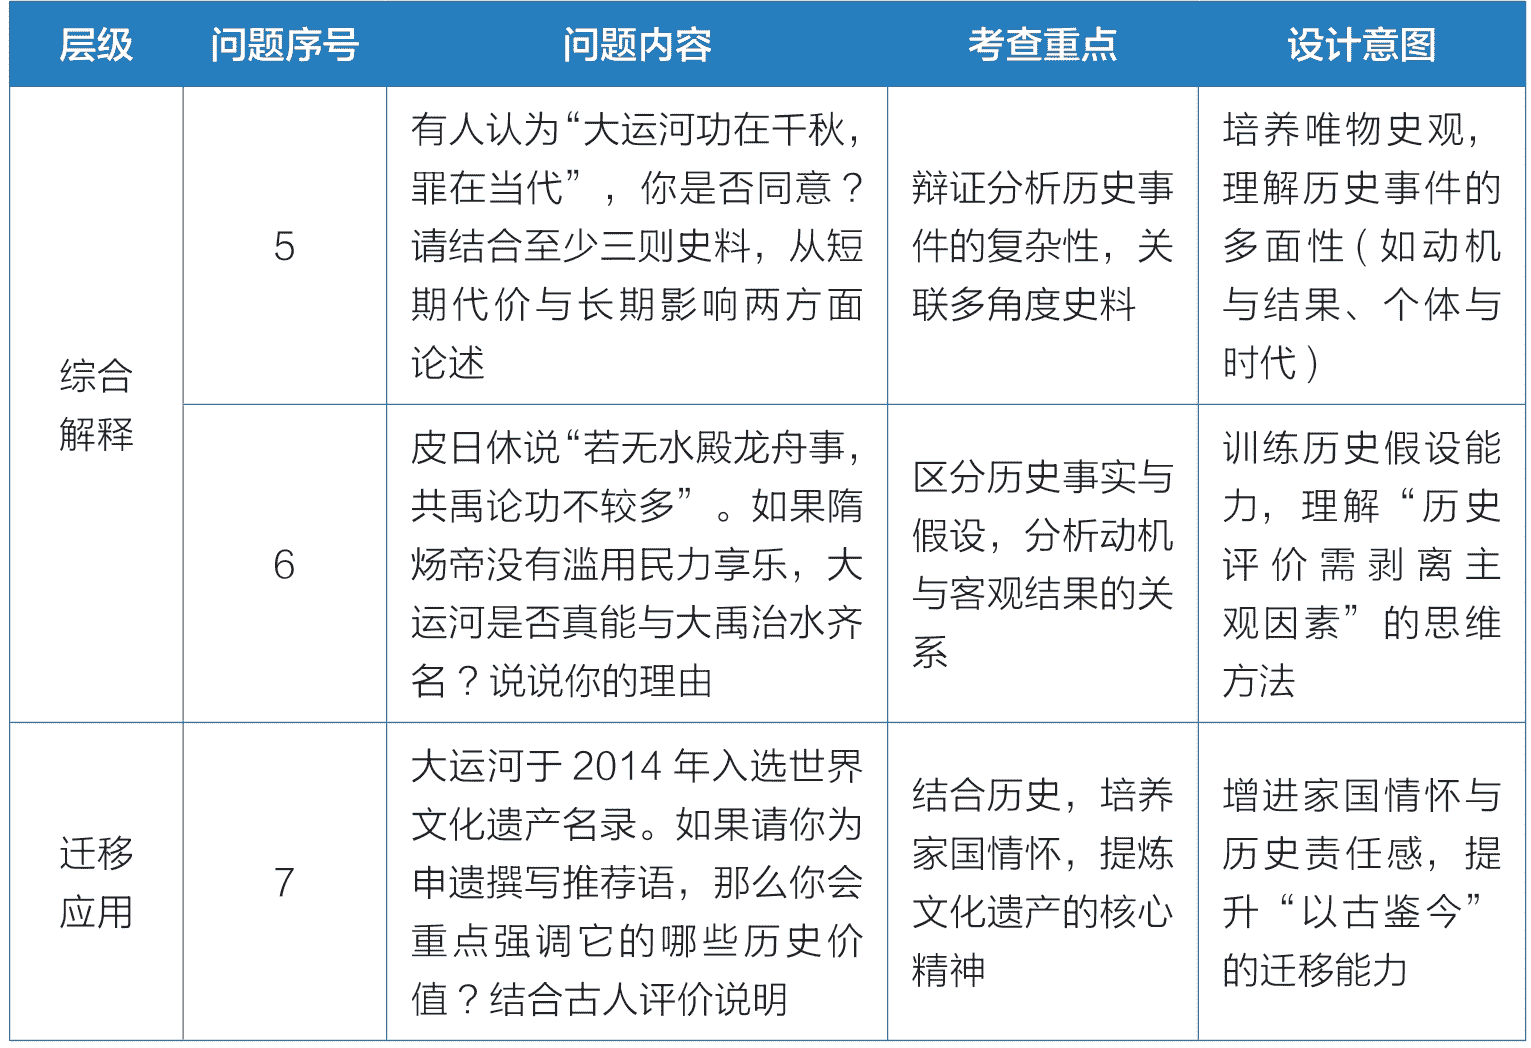 层级 问题序号 问题内容 考查重点 设计意图
综合
解释
5
有人认为“大运河功在千秋，
罪在当代”，你是否同意？
请结合至少三则史料，从短
期代价与长期影响两方面
论述
辩证分析历史事
件的复杂性，关
联多角度史料
培养唯物史观，
理解历史事件的
多面性（如动机
与结果、个体与
时代）
6
皮日休说“若无水殿龙舟事，
共禹论功不较多”。如果隋
炀帝没有滥用民力享乐，大
运河是否真能与大禹治水齐
名？说说你的理由
区分历史事实与
假设，分析动机
与客观结果的关
系
训练历史假设能
力，理解“历史
评价需剥离主
观因素”的思维
方法
迁移
应用
7
大运河于 2014 年入选世界
文化遗产名录。如果请你为
申遗撰写推荐语，那么你会
重点强调它的哪些历史价
值？结合古人评价说明
结合历史，培养
家国情怀，提炼
文化遗产的核心
精神
增进家国情怀与
历史责任感，提
升“以古鉴今”
的迁移能力